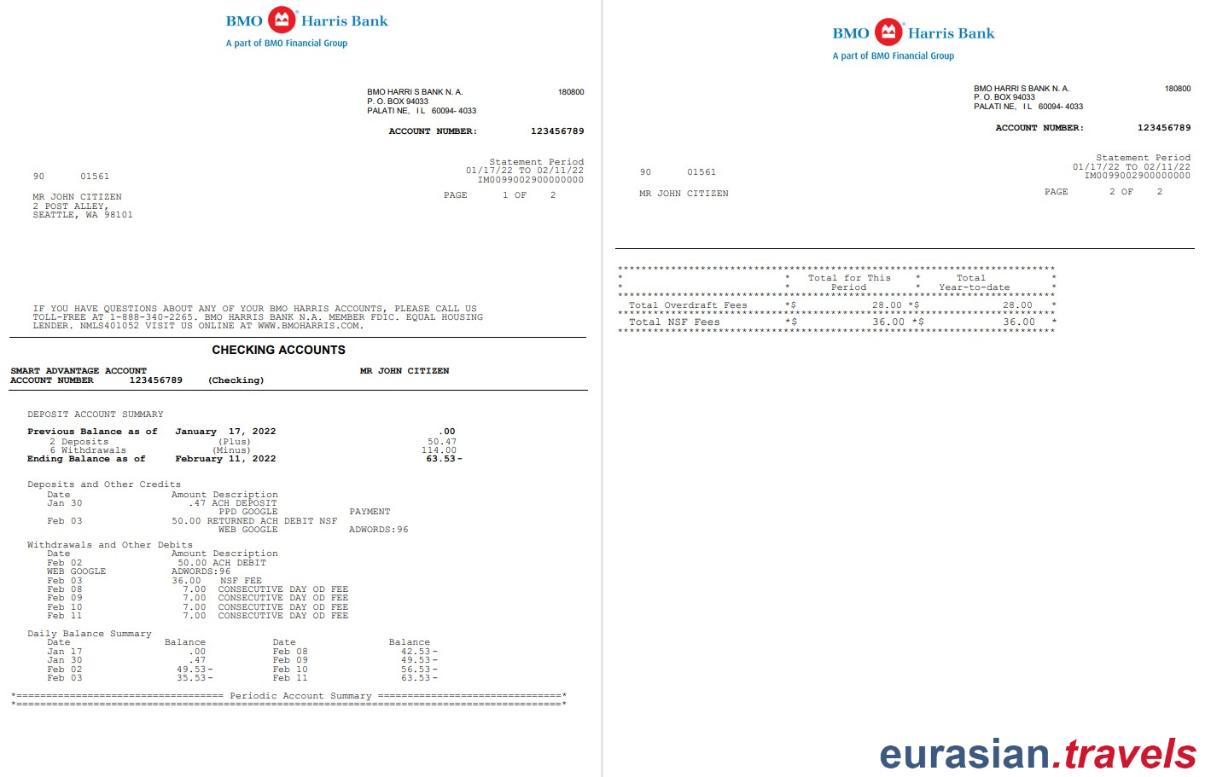 BMO Harris Bank
A part of BMO Financial Group
BMO HARRI S BANK N. A. 180800
P. O. BOX 94033
PALATI NE, I L 60094- 4033
ACCOUNT NUMBER: 123456789
Statement Period
01/17/22 TO 02/11/22
90 01561 IM0099002900000000
MR JOHN CITIZEN PAGE 1 OF 2
2 POST ALLEY,
SEATTLE, WA 98101
IF YOU HAVE QUESTIONS ABOUT ANY OF YOUR BMO HARRIS ACCOUNTS, PLEASE CALL US
TOLL-FREE AT 1-888-340-2265. BMO HARRIS BANK N.A. MEMBER FDIC. EQUAL HOUSING
LENDER. NMLS401052 VISIT US ONLINE AT WWW.BMOHARRIS.COM.
CHECKING ACCOUNTS
SMART ADVANTAGE ACCOUNT MR JOHN CITIZEN
ACCOUNT NUMBER 123456789 (Checking)
DEPOSIT ACCOUNT SUMMARY
Previous Balance as of January 17, 2022 .00
2 Deposits (Plus) 50.47
6 Withdrawals (Minus) 114.00
Ending Balance as of February 11, 2022 63.53-
Deposits and Other Credits
Date Amount Description
Jan 30 .47 ACH DEPOSIT
PPD GOOGLE PAYMENT
Feb 03 50.00 RETURNED ACH DEBIT NSF
WEB GOOGLE ADWORDS:96
Withdrawals and Other Debits
Date Amount Description
Feb 02 50.00 ACH DEBIT
WEB GOOGLE ADWORDS:96
Feb 03 36.00 NSF FEE
Feb 08 7.00 CONSECUTIVE DAY OD FEE
Feb 09 7.00 CONSECUTIVE DAY OD FEE
Feb 10 7.00 CONSECUTIVE DAY OD FEE
Feb 11 7.00 CONSECUTIVE DAY OD FEE
Daily Balance Summary
Date Balance Date Balance
Jan 17 .00 Feb 08 42.53-
Jan 30 .47 Feb 09 49.53-
Feb 02 49.53- Feb 10 56.53-
Feb 03 35.53- Feb 11 63.53-
*=================================== Periodic Account Summary ===============================*
*============================================================================================*
BMO Harris Bank
A part of BMO Financial Group
BMO HARRI S BANK N. A. 180800
P. O. BOX 94033
PALATI NE, I L 60094- 4033
ACCOUNT NUMBER: 123456789
Statement Period
01/17/22 TO 02/11/22
90 01561 IM0099002900000000
MR JOHN CITIZEN PAGE 2 OF 2
**************************************************************************
* * Total for This * Total *
* * Period * Year-to-date *
**************************************************************************
Total Overdraft Fees *$ 28.00 *$ 28.00 *
**************************************************************************
Total NSF Fees *$ 36.00 *$ 36.00 *
**************************************************************************
eurasian.travels